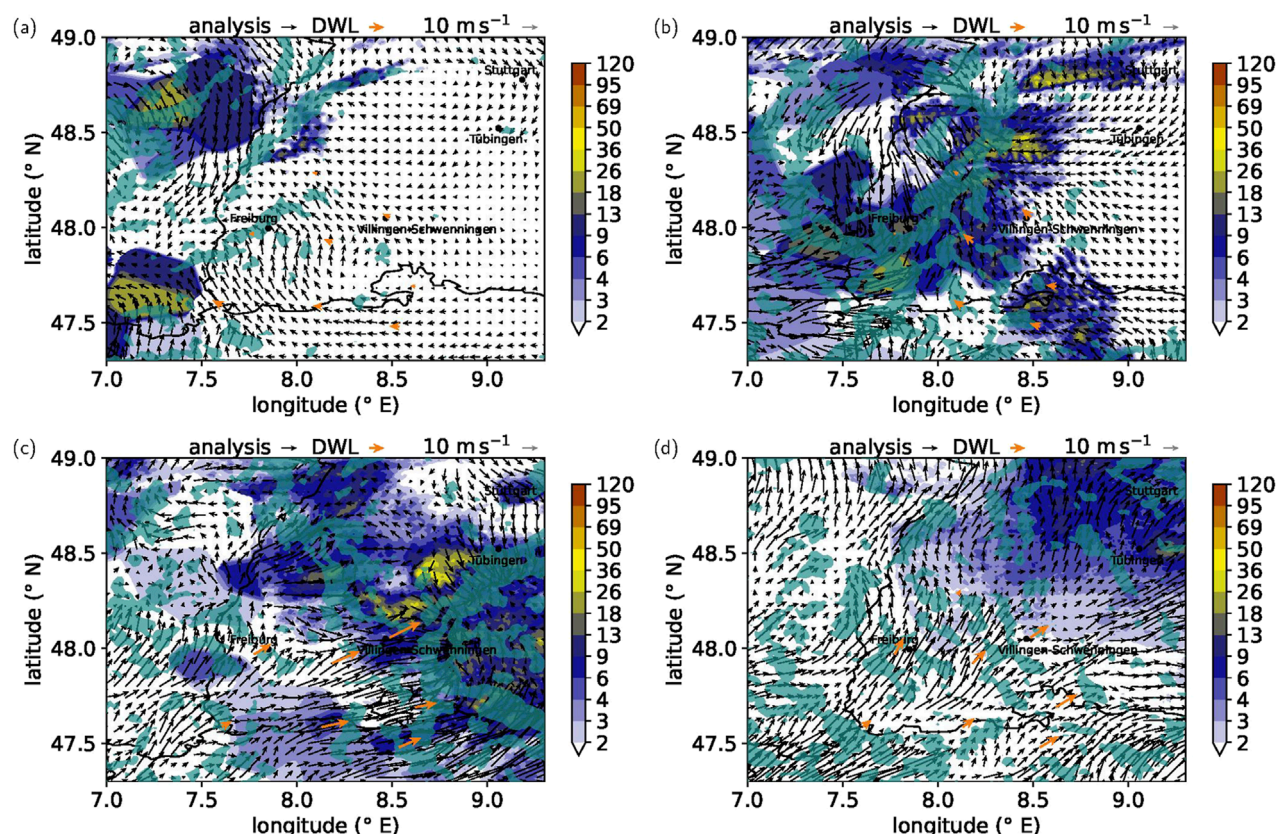 (a) analysis → DWL → 10 m s⁻¹ →
49.0
48.5
48.0
47.5
latitude (° N)
7.0 7.5 8.0 8.5 9.0
longitude (° E)
Stuttgart
Tübingen
Freiburg
Villingen-Schwenningen
120
95
69
50
36
26
18
13
9
6
4
3
2
(b) analysis → DWL → 10 m s⁻¹ →
49.0
48.5
48.0
47.5
latitude (° N)
7.0 7.5 8.0 8.5 9.0
longitude (° E)
Stuttgart
Tübingen
Freiburg
Villingen-Schwenningen
120
95
69
50
36
26
18
13
9
6
4
3
2
(c) analysis → DWL → 10 m s⁻¹ →
49.0
48.5
48.0
47.5
latitude (° N)
7.0 7.5 8.0 8.5 9.0
longitude (° E)
Stuttgart
Tübingen
Freiburg
Villingen-Schwenningen
120
95
69
50
36
26
18
13
9
6
4
3
2
(d) analysis → DWL → 10 m s⁻¹ →
49.0
48.5
48.0
47.5
latitude (° N)
7.0 7.5 8.0 8.5 9.0
longitude (° E)
Stuttgart
Tübingen
Freiburg
Villingen-Schwenningen
120
95
69
50
36
26
18
13
9
6
4
3
2